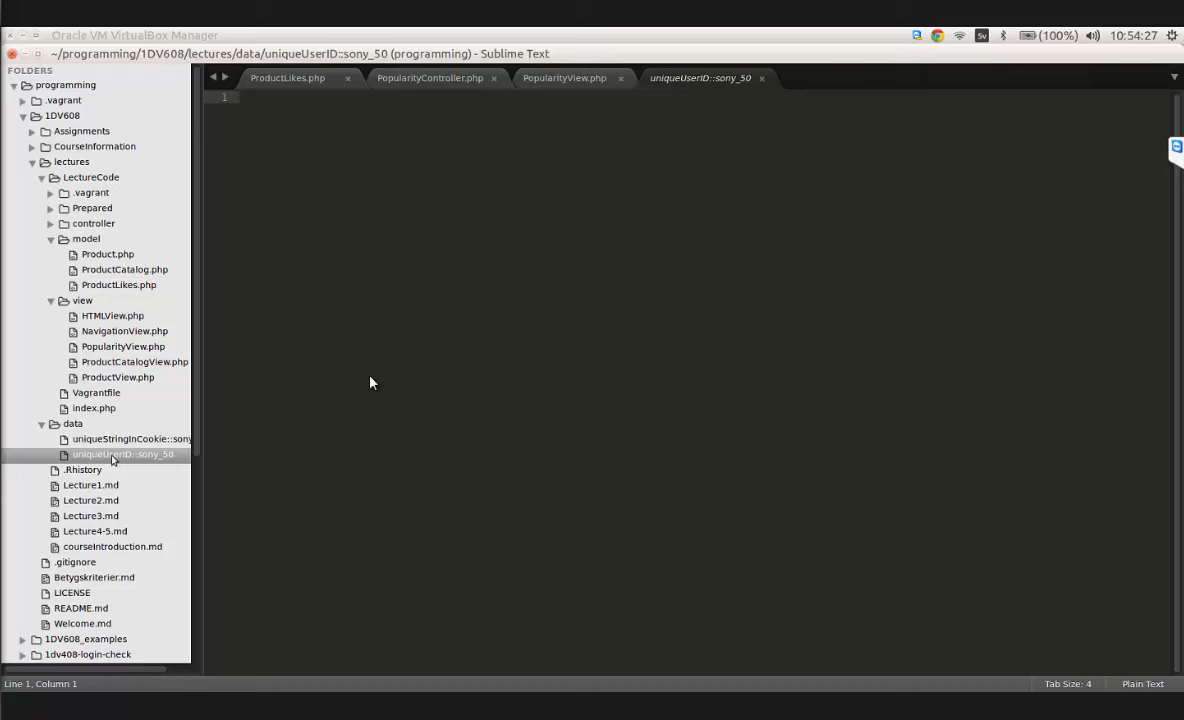 Oracle VM VirtualBox Manager
Sv
(100%)
10:54:27
~/programming/1DV608/lectures/data/uniqueUserID::sony_50 (programming) - Sublime Text
FOLDERS
ProductLikes.php
PopularityController.php
PopularityView.php
uniqueUserID::sony_50
programming
1
.vagrant
1DV608
Assignments
CourseInformation
lectures
LectureCode
.vagrant
Prepared
controller
model
Product.php
ProductCatalog.php
ProductLikes.php
view
HTMLView.php
NavigationView.php
PopularityView.php
ProductCatalogView.php
ProductView.php
Vagrantfile
index.php
data
uniqueStringInCookie::sony
uniqueUserID::sony_50
.Rhistory
Lecture1.md
Lecture2.md
Lecture3.md
Lecture4-5.md
courseIntroduction.md
.gitignore
Betygskriterier.md
LICENSE
README.md
Welcome.md
1DV608_examples
1dv408-login-check
Line 1, Column 1
Tab Size: 4
Plain Text